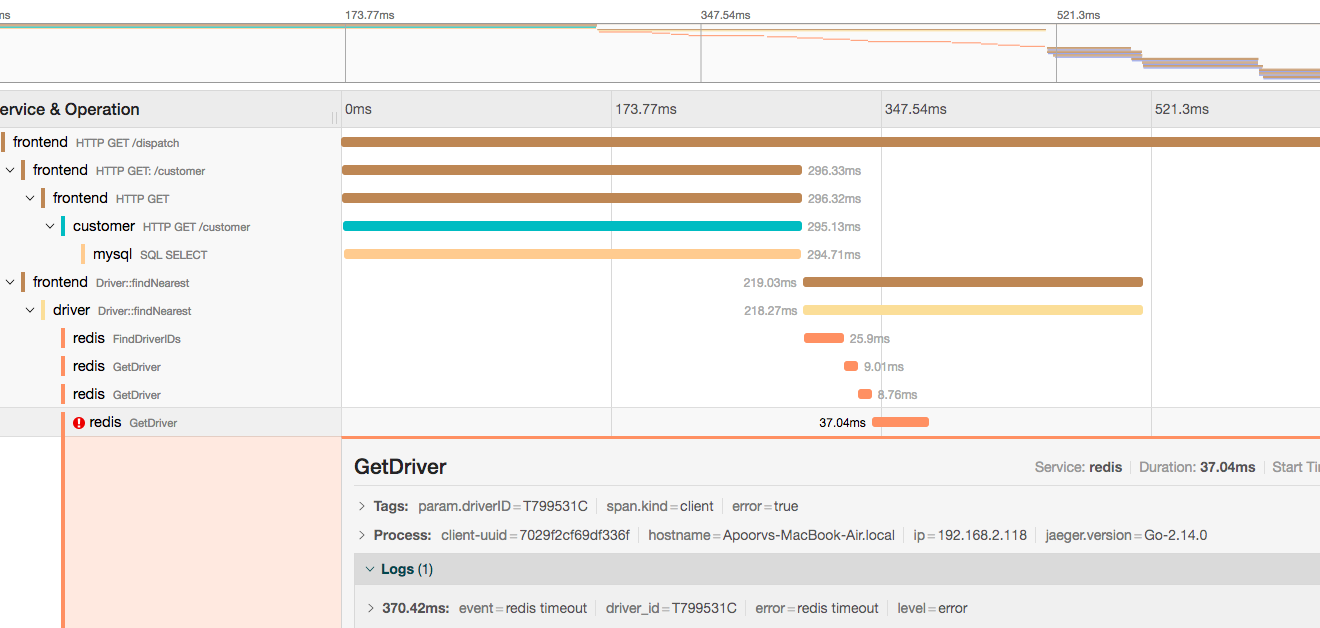 ms 173.77ms 347.54ms 521.3ms
ervice & Operation 0ms 173.77ms 347.54ms 521.3ms
frontend HTTP GET /dispatch
frontend HTTP GET: /customer 296.33ms
frontend HTTP GET 296.32ms
customer HTTP GET /customer 295.13ms
mysql SQL SELECT 294.71ms
frontend Driver::findNearest 219.03ms
driver Driver::findNearest 218.27ms
redis FindDriverIDs 25.9ms
redis GetDriver 9.01ms
redis GetDriver 8.76ms
redis GetDriver 37.04ms
GetDriver Service: redis Duration: 37.04ms Start Ti
Tags: param.driverID=T799531C span.kind=client error=true
Process: client-uuid=7029f2cf69df336f hostname=Apoorvs-MacBook-Air.local ip=192.168.2.118 jaeger.version=Go-2.14.0
Logs (1)
370.42ms: event=redis timeout driver_id=T799531C error=redis timeout level=error